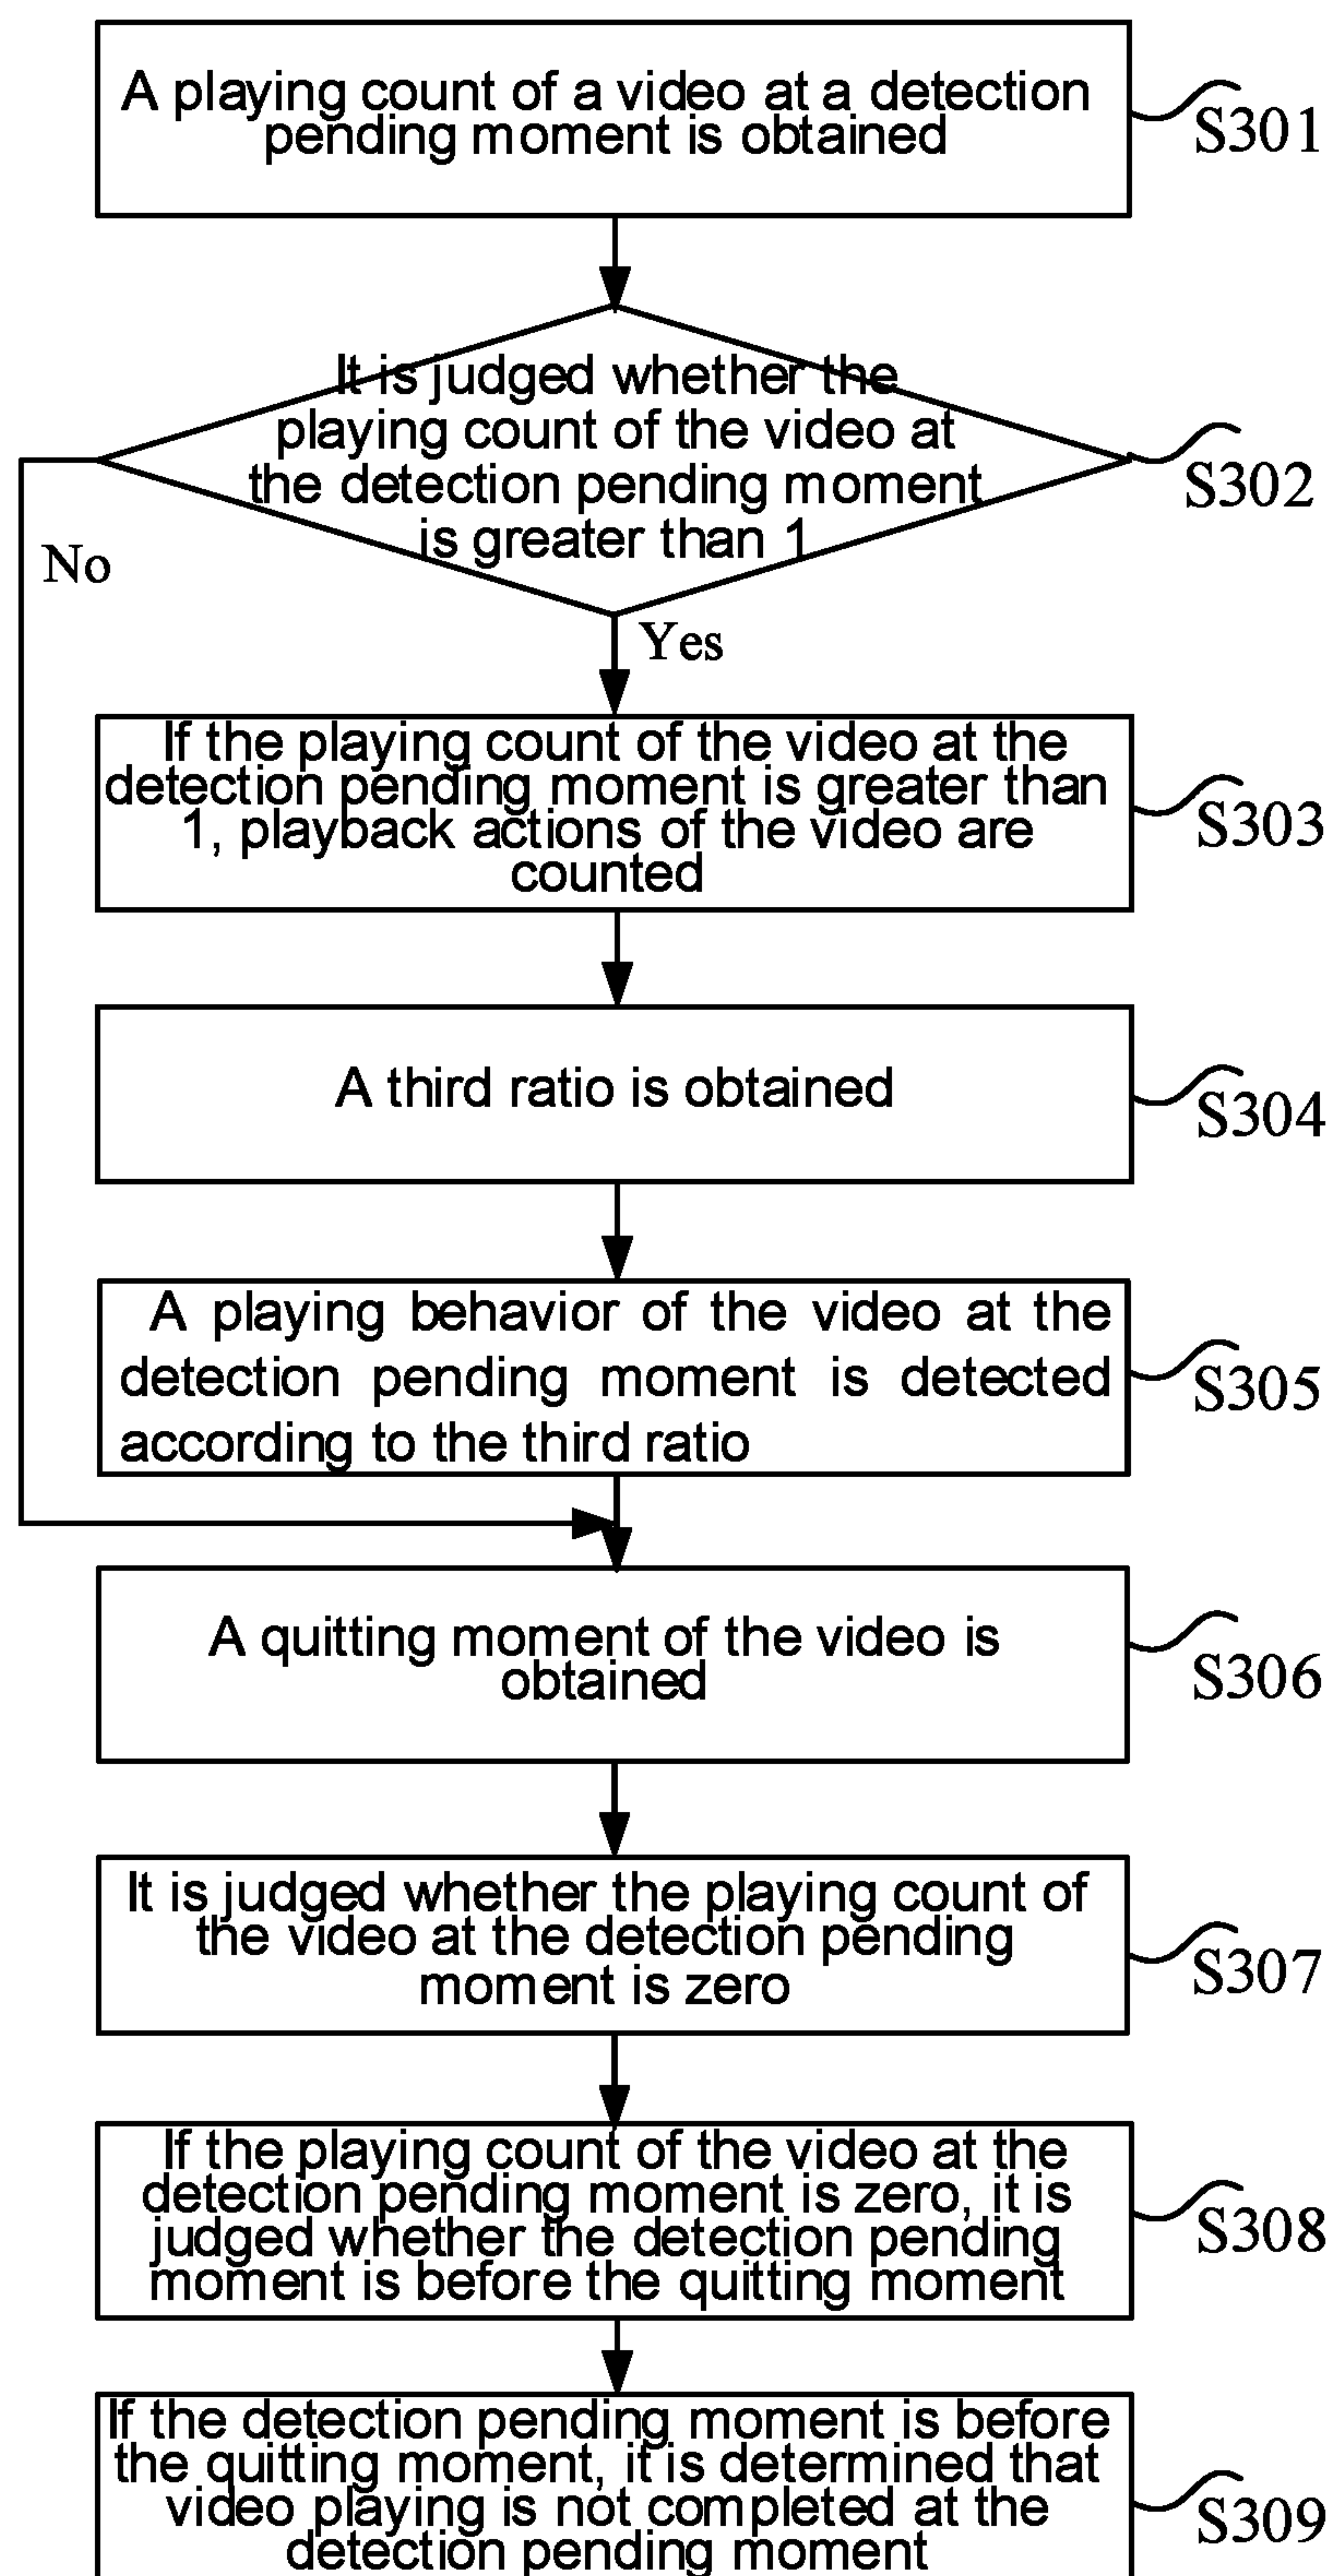 A playing count of a video at a detection
pending moment is obtained
S301
It is judged whether the
playing count of the video at
the detection pending moment
is greater than 1
S302
No
Yes
If the playing count of the video at the
detection pending moment is greater than
1, playback actions of the video are
counted
S303
A third ratio is obtained
S304
A playing behavior of the video at the
detection pending moment is detected
according to the third ratio
S305
A quitting moment of the video is
obtained
S306
It is judged whether the playing count of
the video at the detection pending
moment is zero
S307
If the playing count of the video at the
detection pending moment is zero, it is
judged whether the detection pending
moment is before the quitting moment
S308
If the detection pending moment is before
the quitting moment, it is determined that
video playing is not completed at the
detection pending moment
S309